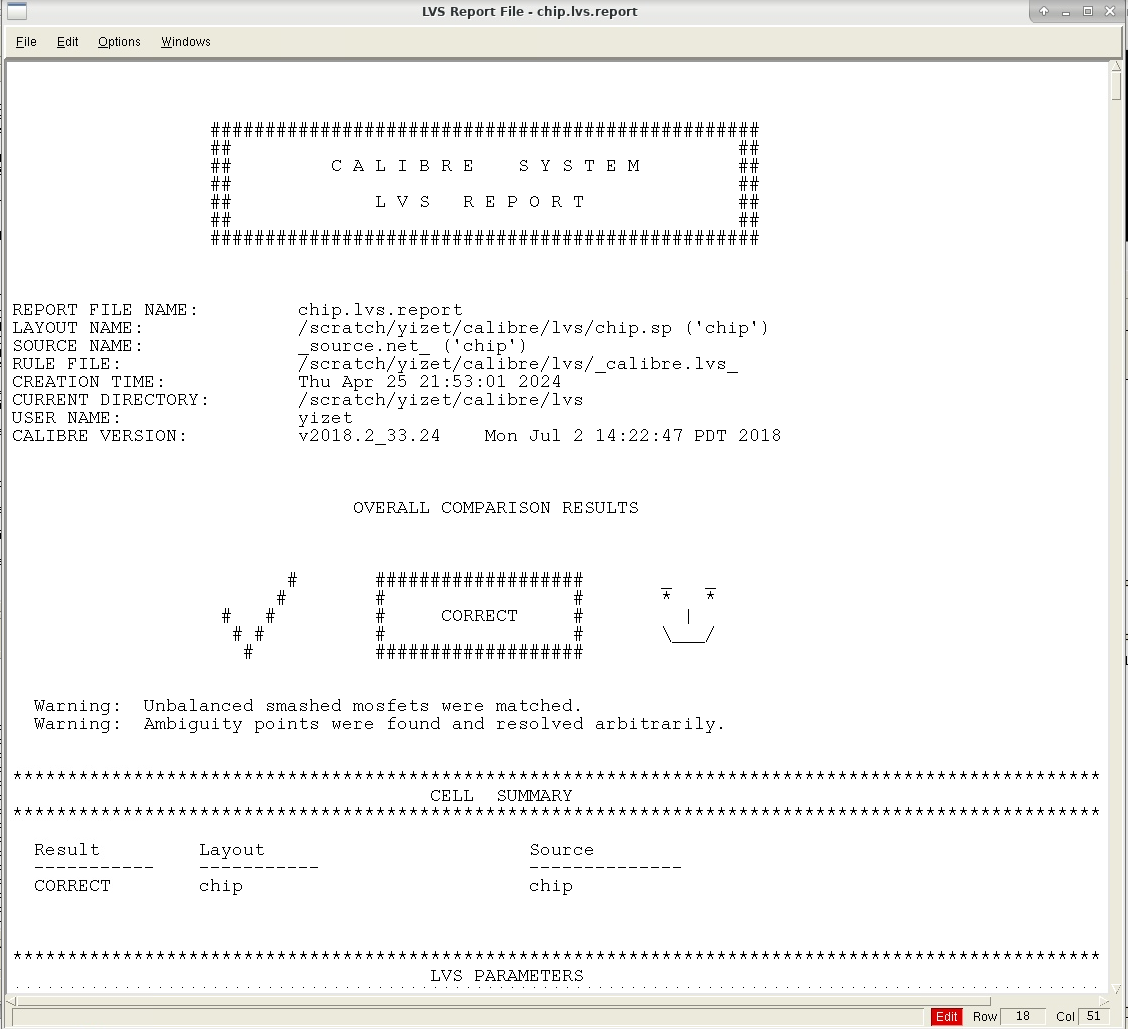 LVS Report File - chip.lvs.report
File Edit Options Windows
##################################################
## ##
## C A L I B R E   S Y S T E M ##
## ##
## L V S   R E P O R T ##
## ##
##################################################
REPORT FILE NAME: chip.lvs.report
LAYOUT NAME: /scratch/yizet/calibre/lvs/chip.sp ('chip')
SOURCE NAME: _source.net_ ('chip')
RULE FILE: /scratch/yizet/calibre/lvs/_calibre.lvs_
CREATION TIME: Thu Apr 25 21:53:01 2024
CURRENT DIRECTORY: /scratch/yizet/calibre/lvs
USER NAME: yizet
CALIBRE VERSION: v2018.2_33.24    Mon Jul 2 14:22:47 PDT 2018
OVERALL COMPARISON RESULTS
# ################### _ _
# # # * *
# # # CORRECT # |
# # # # \___/
# ###################
Warning:  Unbalanced smashed mosfets were matched.
Warning:  Ambiguity points were found and resolved arbitrarily.
***************************************************************************************************
CELL  SUMMARY
***************************************************************************************************
Result Layout Source
----------- ----------- --------------
CORRECT chip chip
***************************************************************************************************
LVS PARAMETERS
Edit Row 18 Col 51